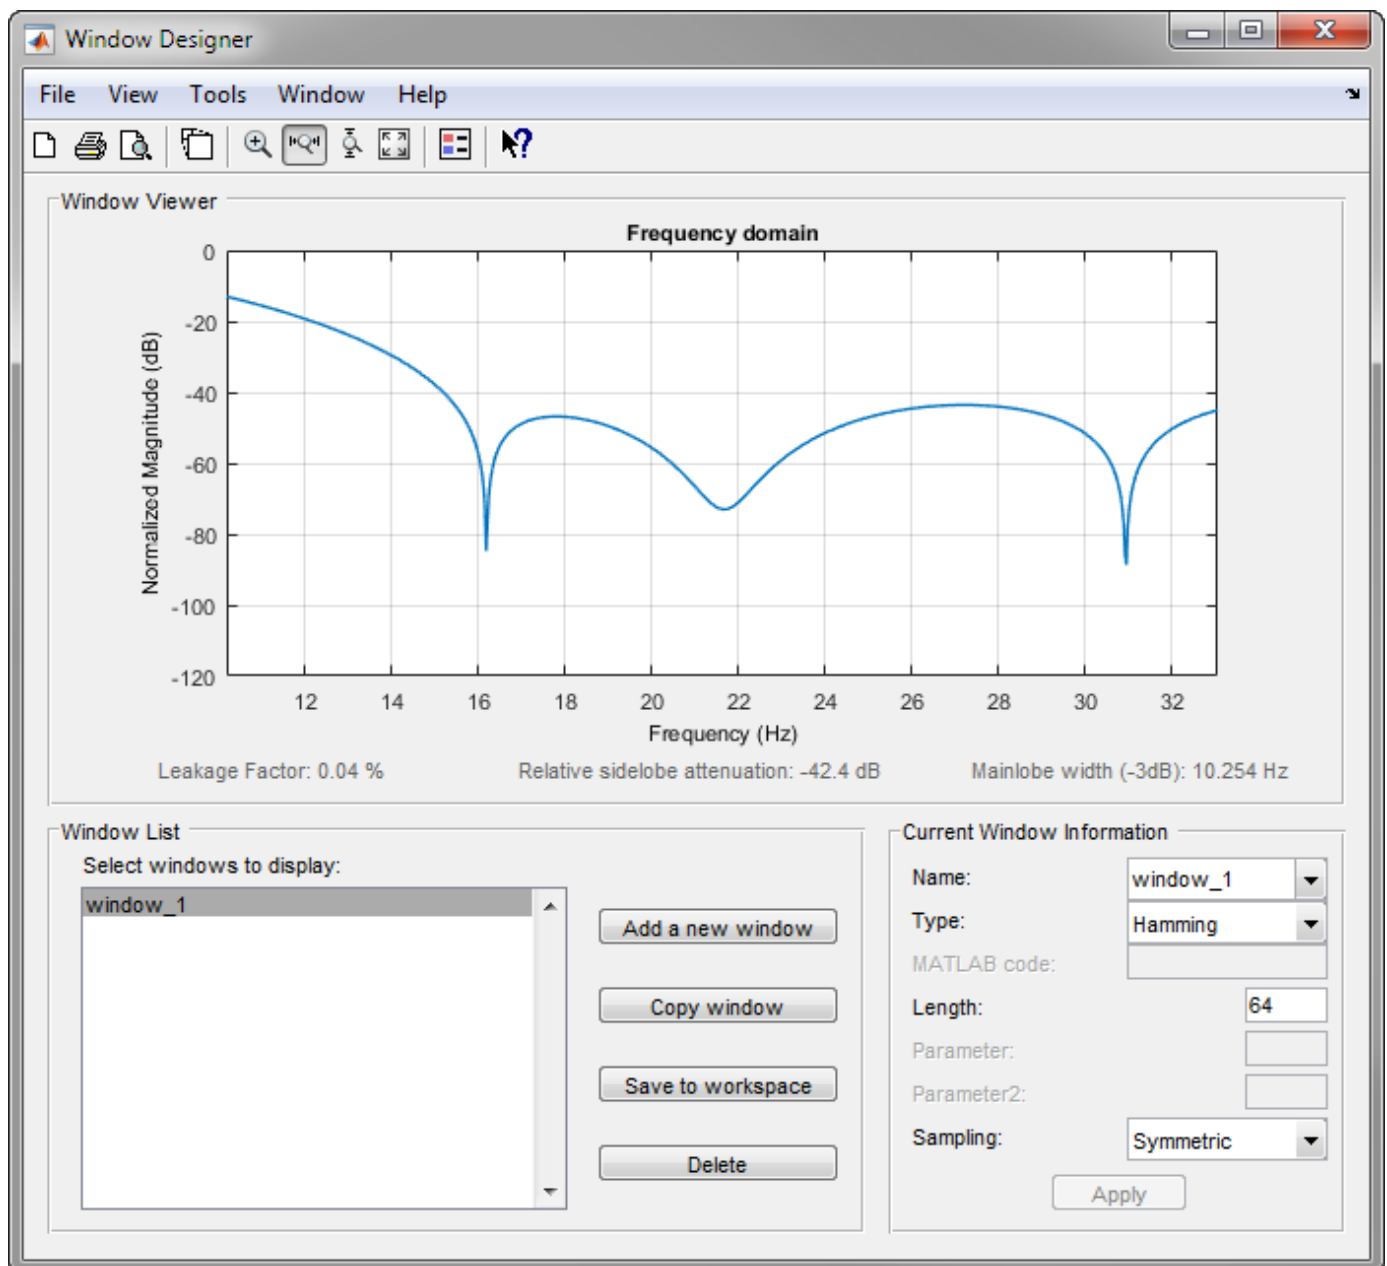 Window Designer
File View Tools Window Help
Window Viewer
Frequency domain
0
-20
-40
-60
-80
-100
-120
Normalized Magnitude (dB)
12 14 16 18 20 22 24 26 28 30 32
Frequency (Hz)
Leakage Factor: 0.04 % Relative sidelobe attenuation: -42.4 dB Mainlobe width (-3dB): 10.254 Hz
Window List
Select windows to display:
window_1
Add a new window
Copy window
Save to workspace
Delete
Current Window Information
Name: window_1
Type: Hamming
MATLAB code:
Length: 64
Parameter:
Parameter2:
Sampling: Symmetric
Apply